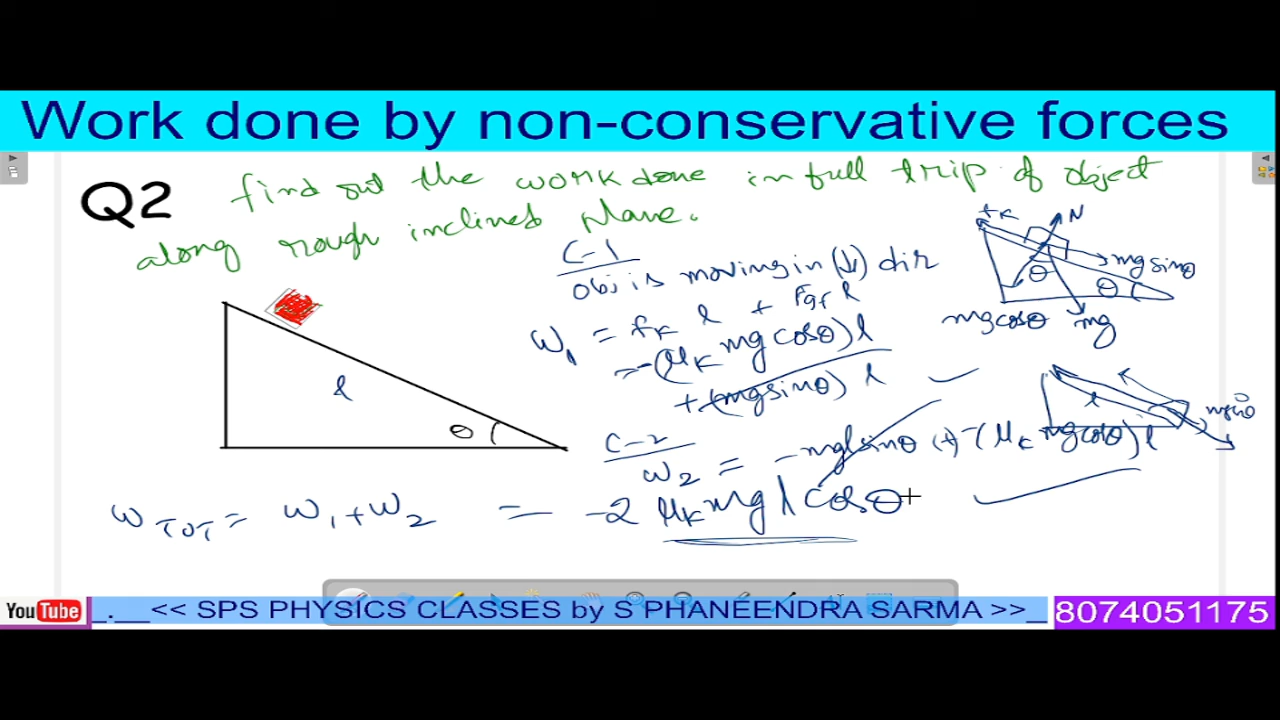 Work done by non-conservative forces
Q2 find out the work done in full trip of object
along rough inclined plane.
C-1
obj is moving in (↓) dir
W₁ = fK l + Fgf l
= -(μK mg cosθ) l
+ (mg sinθ) l
C-2
W₂ = -mgl sinθ (+) -(μK mg cosθ) l
W TOT = W₁ + W₂ = -2 μK mg l cosθ
l
θ
fK
N
mg sinθ
θ
θ
mg cosθ
mg
l
YouTube
_.__<< SPS PHYSICS CLASSES by S PHANEENDRA SARMA >>_
8074051175